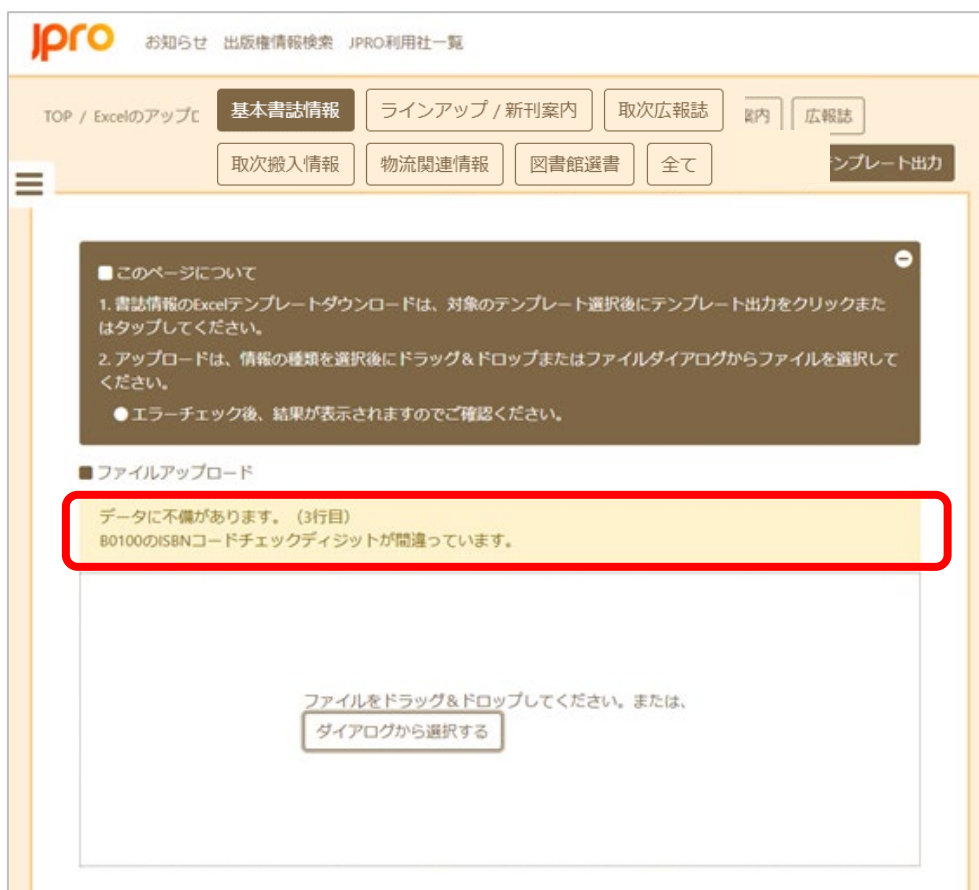 JPRO お知らせ 出版権情報検索 JPRO利用社一覧
TOP / Excelのアップロ 基本書誌情報 ラインアップ / 新刊案内 取次広報誌 案内 広報誌
取次搬入情報 物流関連情報 図書館選書 全て ンプレート出力
■このページについて
1. 書誌情報のExcelテンプレートダウンロードは、対象のテンプレート選択後にテンプレート出力をクリックまた
はタップしてください。
2. アップロードは、情報の種類を選択後にドラッグ＆ドロップまたはファイルダイアログからファイルを選択して
ください。
●エラーチェック後、結果が表示されますのでご確認ください。
■ファイルアップロード
データに不備があります。（3行目）
B0100のISBNコードチェックディジットが間違っています。
ファイルをドラッグ＆ドロップしてください。または、
ダイアログから選択する